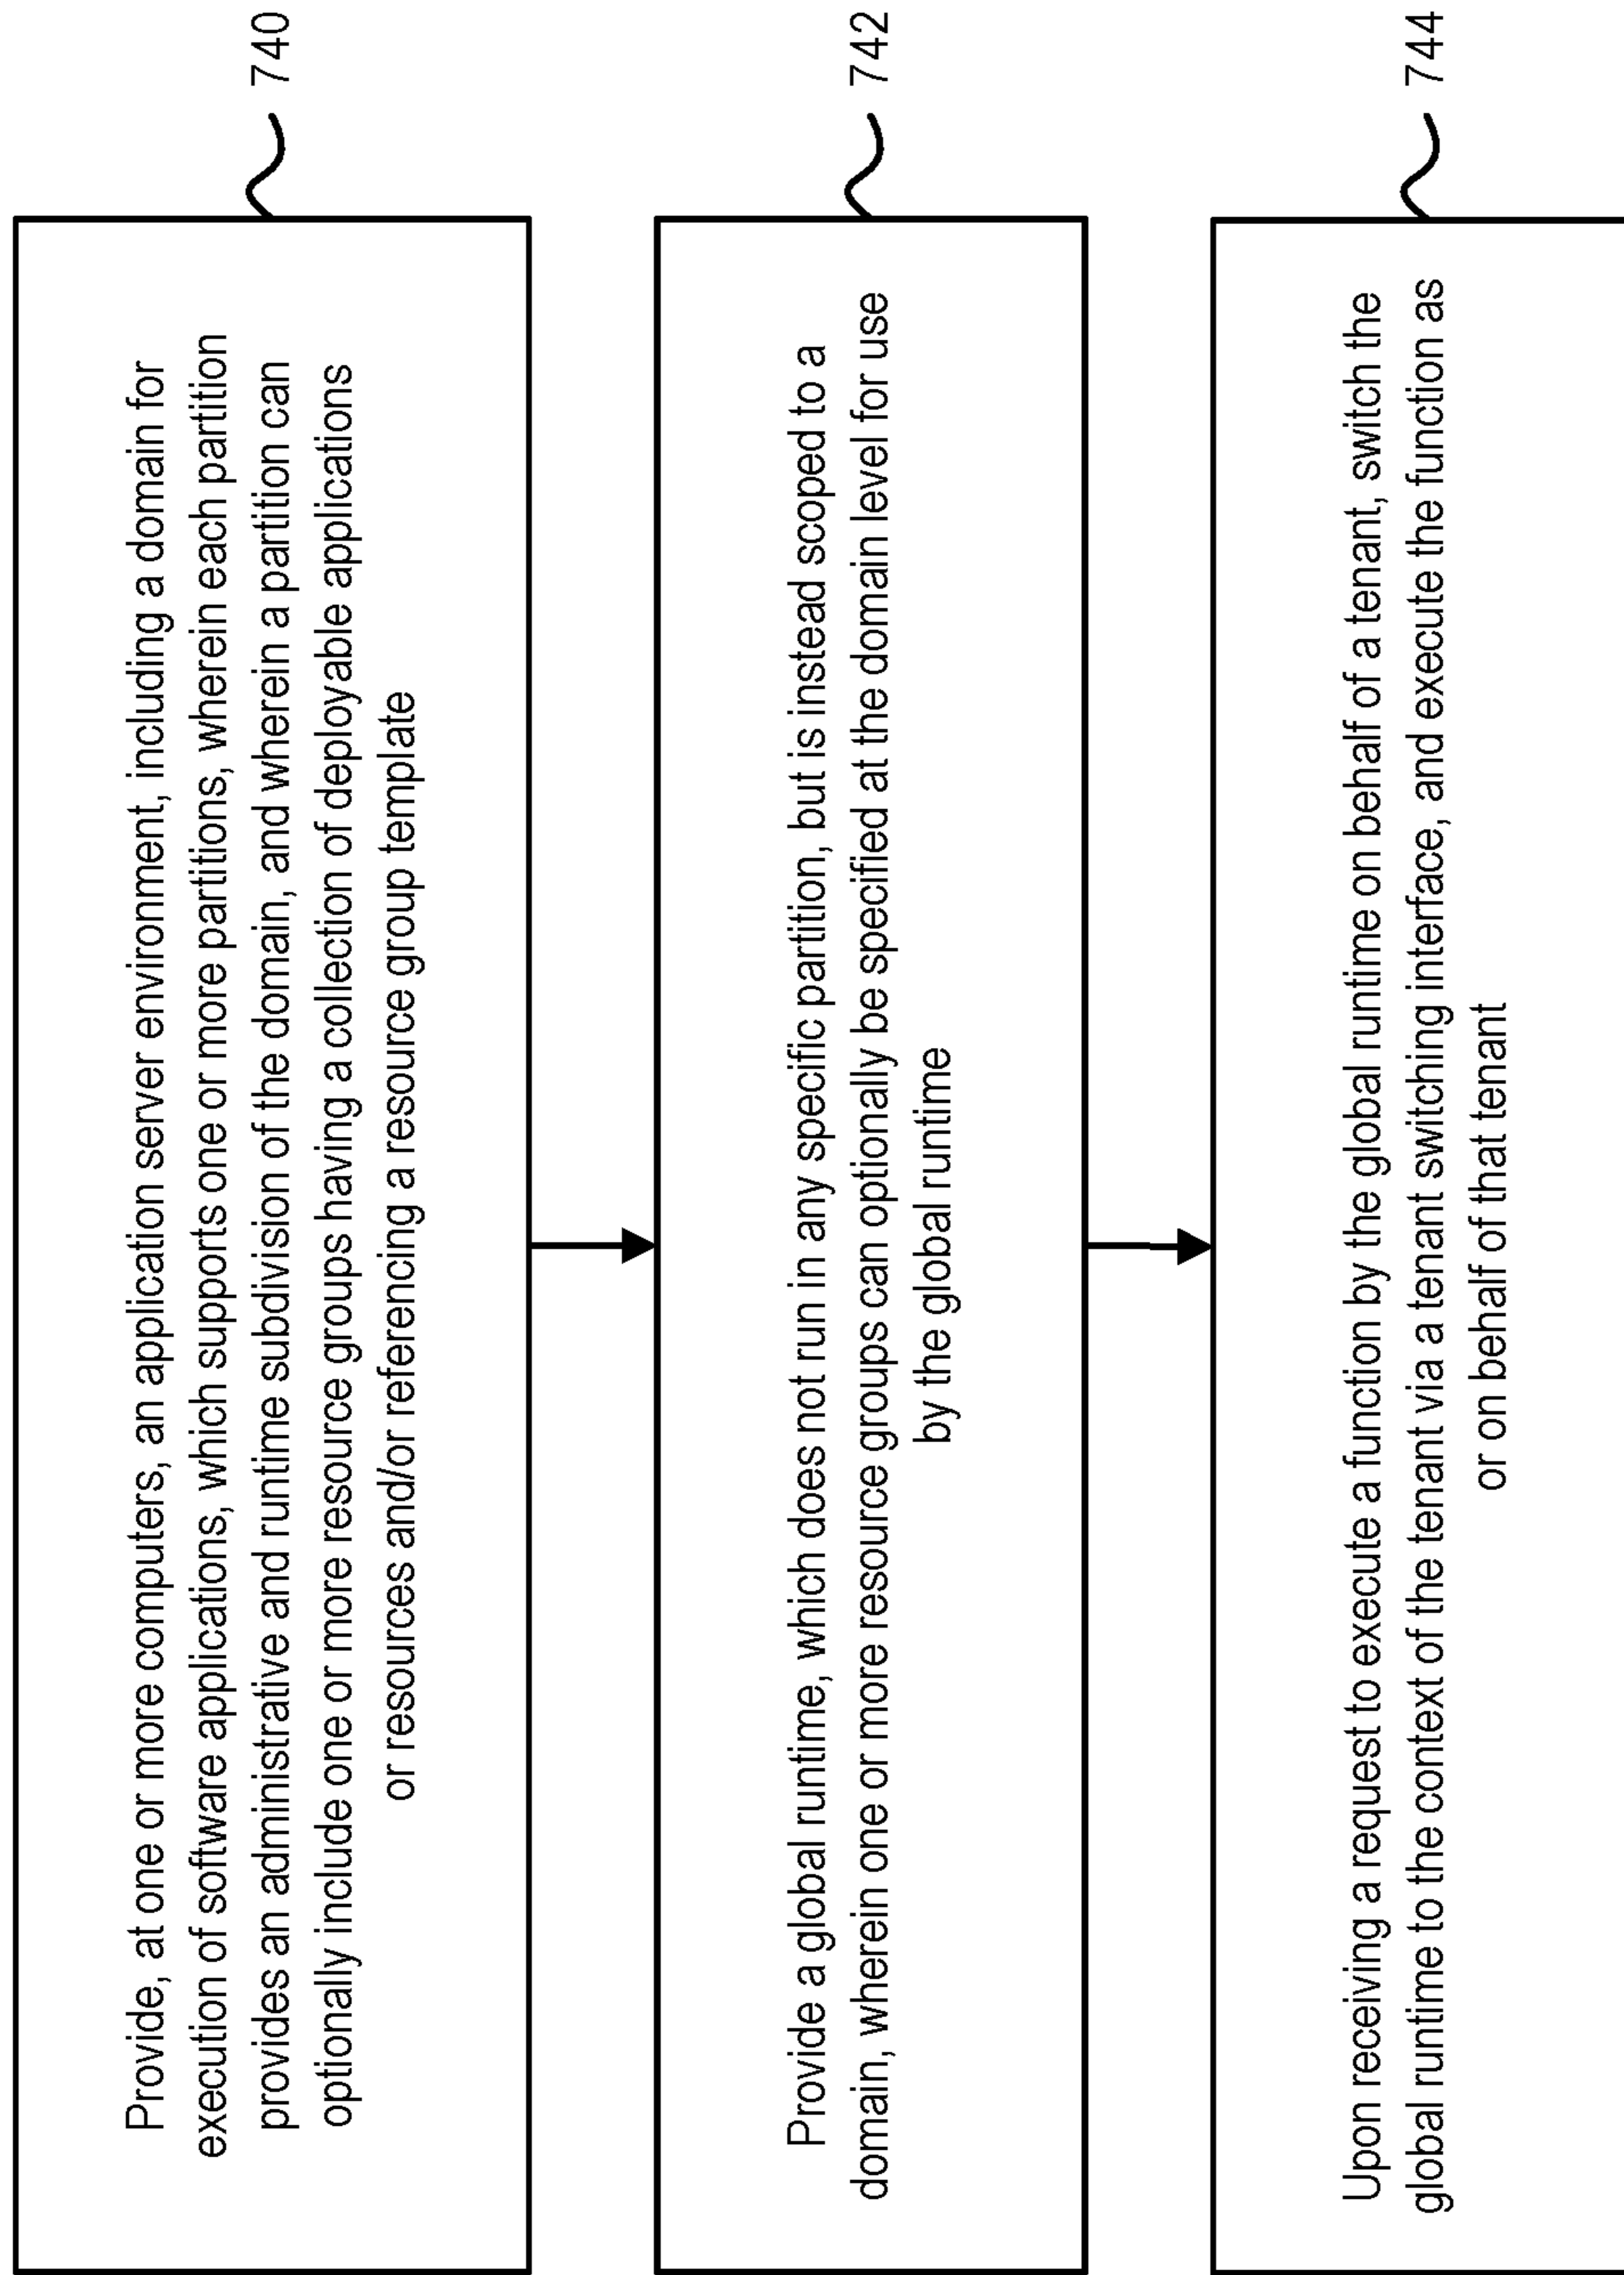 Provide, at one or more computers, an application server environment, including a domain for
execution of software applications, which supports one or more partitions, wherein each partition
provides an administrative and runtime subdivision of the domain, and wherein a partition can
optionally include one or more resource groups having a collection of deployable applications
or resources and/or referencing a resource group template
740
Provide a global runtime, which does not run in any specific partition, but is instead scoped to a
domain, wherein one or more resource groups can optionally be specified at the domain level for use
by the global runtime
742
Upon receiving a request to execute a function by the global runtime on behalf of a tenant, switch the
global runtime to the context of the tenant via a tenant switching interface, and execute the function as
or on behalf of that tenant
744